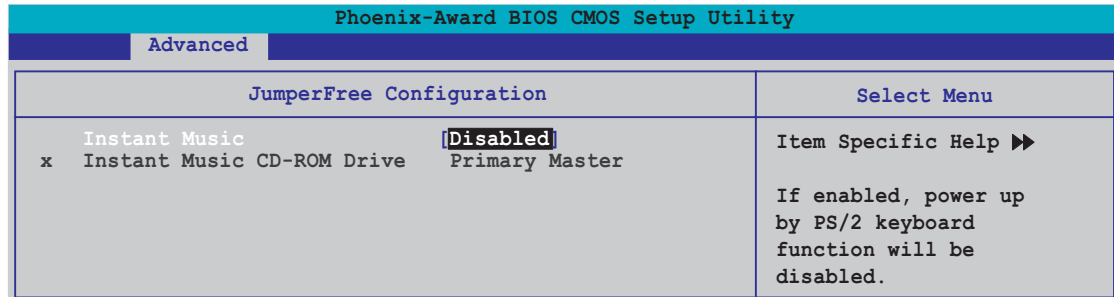 Phoenix-Award BIOS CMOS Setup Utility
Advanced
JumperFree Configuration
Select Menu
Instant Music [Disabled]
x Instant Music CD-ROM Drive Primary Master
Item Specific Help
If enabled, power up
by PS/2 keyboard
function will be
disabled.